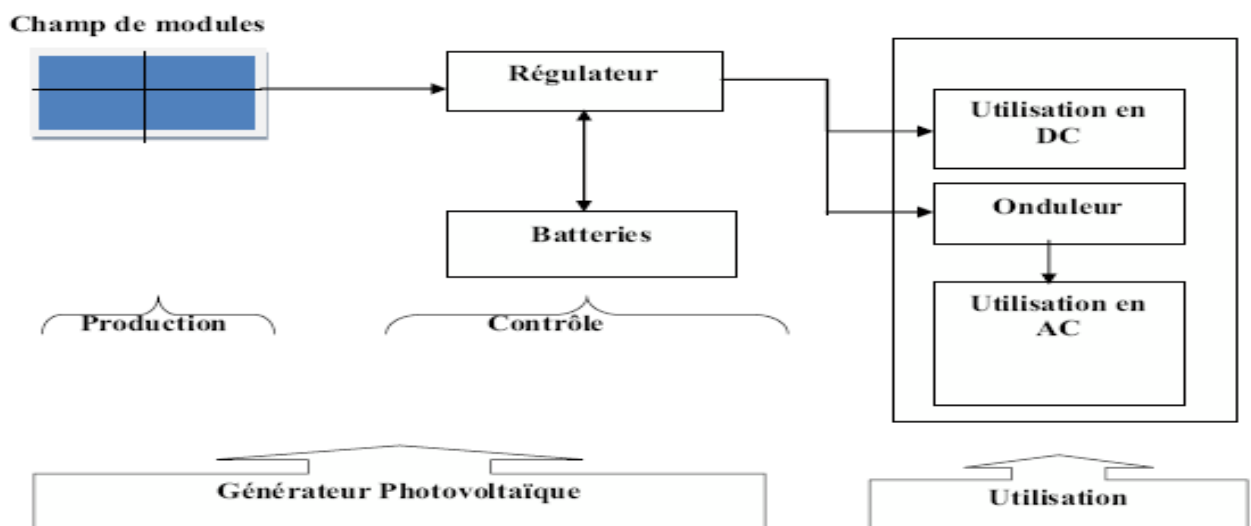 Champ de modules
Régulateur
Utilisation en
DC
Onduleur
Batteries
Utilisation en
AC
Production
Contrôle
Générateur Photovoltaïque
Utilisation